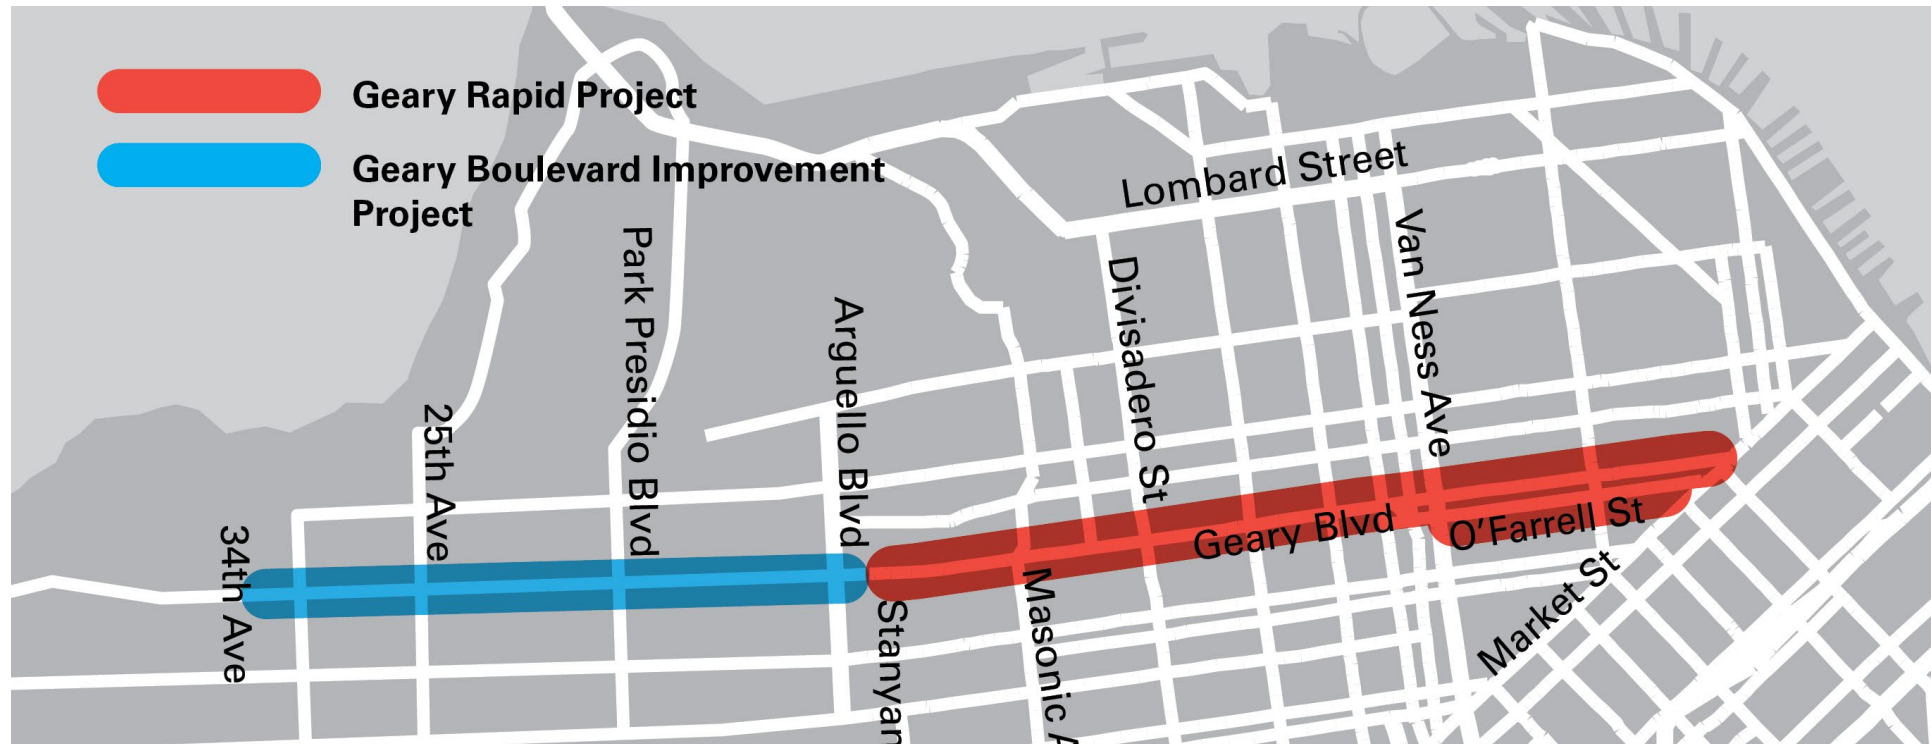 Geary Rapid Project
Geary Boulevard Improvement
Project
Lombard Street
Van Ness Ave
Park Presidio Blvd
Divisadero St
Arguello Blvd
25th Ave
34th Ave
Geary Blvd
O'Farrell St
Market St
Masonic A
Stanyan